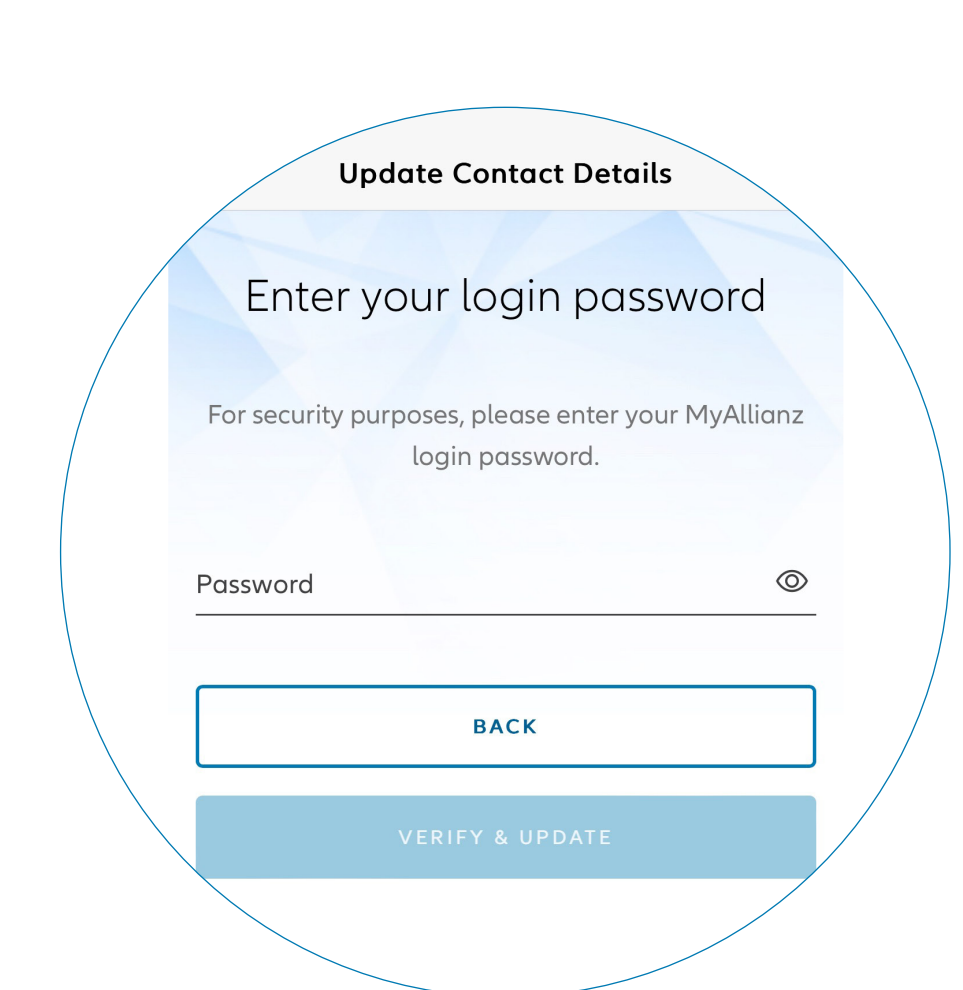 Update Contact Details
Enter your login password
For security purposes, please enter your MyAllianz
login password.
Password
BACK
VERIFY & UPDATE